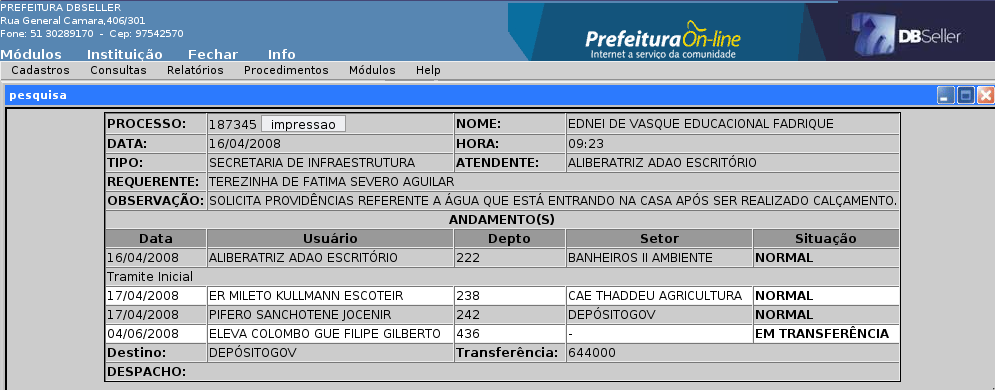 PREFEITURA DBSELLER
Rua General Camara,406/301
Fone: 51 30289170 - Cep: 97542570
PrefeituraOn-line
Internet a serviço da comunidade
DBSeller
Módulos Instituição Fechar Info
Cadastros Consultas Relatórios Procedimentos Módulos Help
pesquisa
PROCESSO: 187345 impressao NOME: EDNEI DE VASQUE EDUCACIONAL FADRIQUE
DATA: 16/04/2008 HORA: 09:23
TIPO: SECRETARIA DE INFRAESTRUTURA ATENDENTE: ALIBERATRIZ ADAO ESCRITÓRIO
REQUERENTE: TEREZINHA DE FATIMA SEVERO AGUILAR
OBSERVAÇÃO: SOLICITA PROVIDÊNCIAS REFERENTE A ÁGUA QUE ESTÁ ENTRANDO NA CASA APÓS SER REALIZADO CALÇAMENTO.
ANDAMENTO(S)
Data Usuário Depto Setor Situação
16/04/2008 ALIBERATRIZ ADAO ESCRITÓRIO 222 BANHEIROS II AMBIENTE NORMAL
Tramite Inicial
17/04/2008 ER MILETO KULLMANN ESCOTEIR 238 CAE THADDEU AGRICULTURA NORMAL
17/04/2008 PIFERO SANCHOTENE JOCENIR 242 DEPÓSITOGOV NORMAL
04/06/2008 ELEVA COLOMBO GUE FILIPE GILBERTO 436 - EM TRANSFERÊNCIA
Destino: DEPÓSITOGOV Transferência: 644000
DESPACHO: